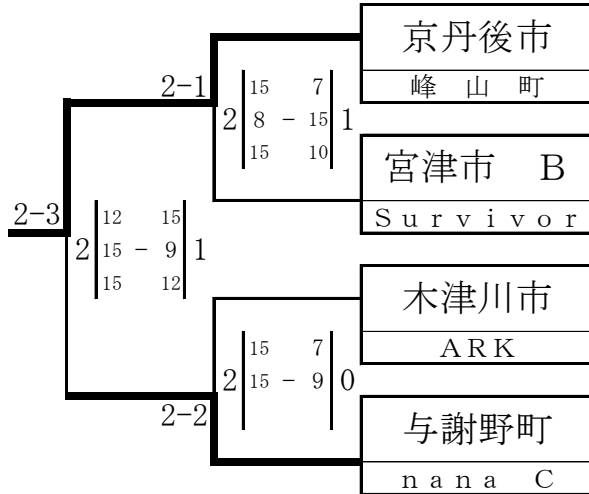 京丹後市
峰 山 町
2-1
2 15 7 1
8 - 15
15 10
宮津市 B
Survivor
2-3
2 12 15 1
15 - 9
15 12
木津川市
ARK
2 15 7 0
15 - 9
2-2
与謝野町
nana C